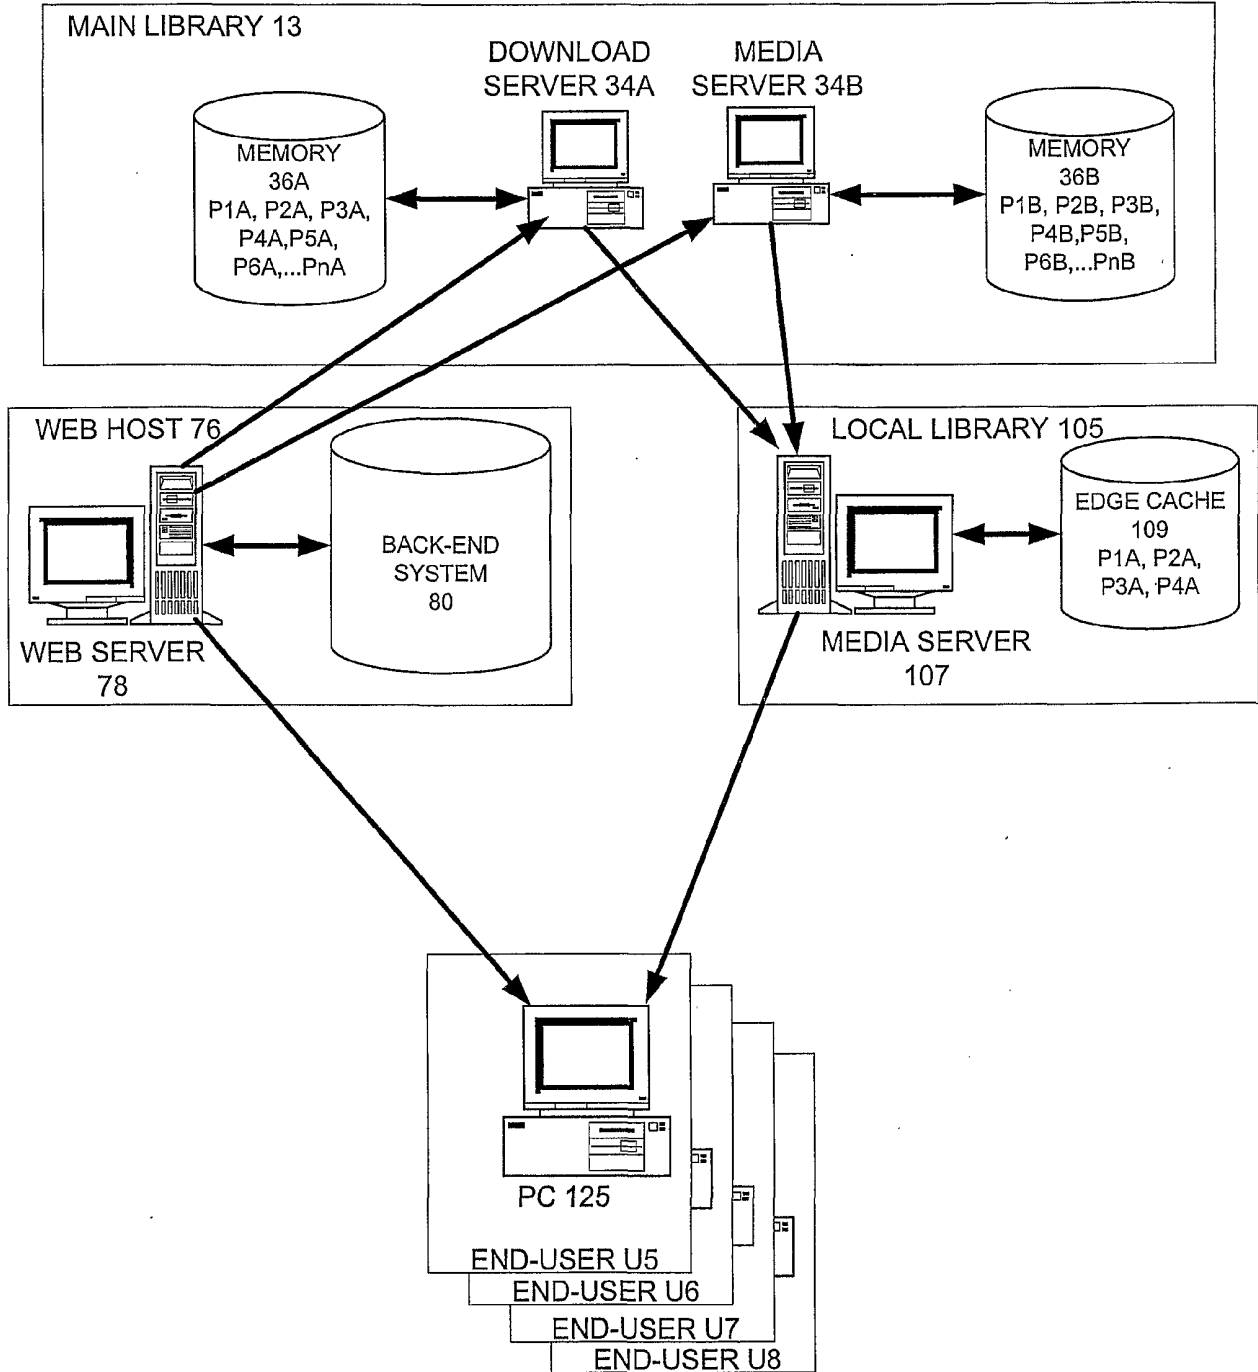 MAIN LIBRARY 13
DOWNLOAD
SERVER 34A
MEDIA
SERVER 34B
MEMORY
36A
P1A, P2A, P3A,
P4A,P5A,
P6A,...PnA
MEMORY
36B
P1B, P2B, P3B,
P4B,P5B,
P6B,...PnB
WEB HOST 76
BACK-END
SYSTEM
80
WEB SERVER
78
LOCAL LIBRARY 105
EDGE CACHE
109
P1A, P2A,
P3A, P4A
MEDIA SERVER
107
PC 125
END-USER U5
END-USER U6
END-USER U7
END-USER U8